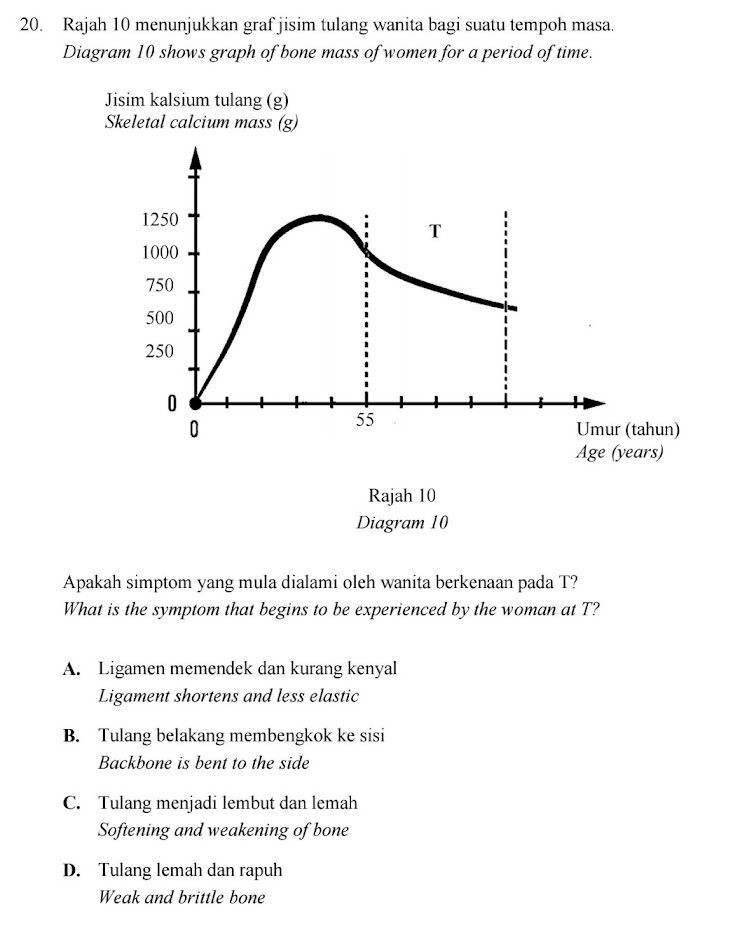 20. Rajah 10 menunjukkan graf jisim tulang wanita bagi suatu tempoh masa.
Diagram 10 shows graph of bone mass of women for a period of time.
Jisim kalsium tulang (g)
Skeletal calcium mass (g)
1250
1000
750
500
250
0
T
0
55
Umur (tahun)
Age (years)
Rajah 10
Diagram 10
Apakah simptom yang mula dialami oleh wanita berkenaan pada T?
What is the symptom that begins to be experienced by the woman at T?
A. Ligamen memendek dan kurang kenyal
Ligament shortens and less elastic
B. Tulang belakang membengkok ke sisi
Backbone is bent to the side
C. Tulang menjadi lembut dan lemah
Softening and weakening of bone
D. Tulang lemah dan rapuh
Weak and brittle bone